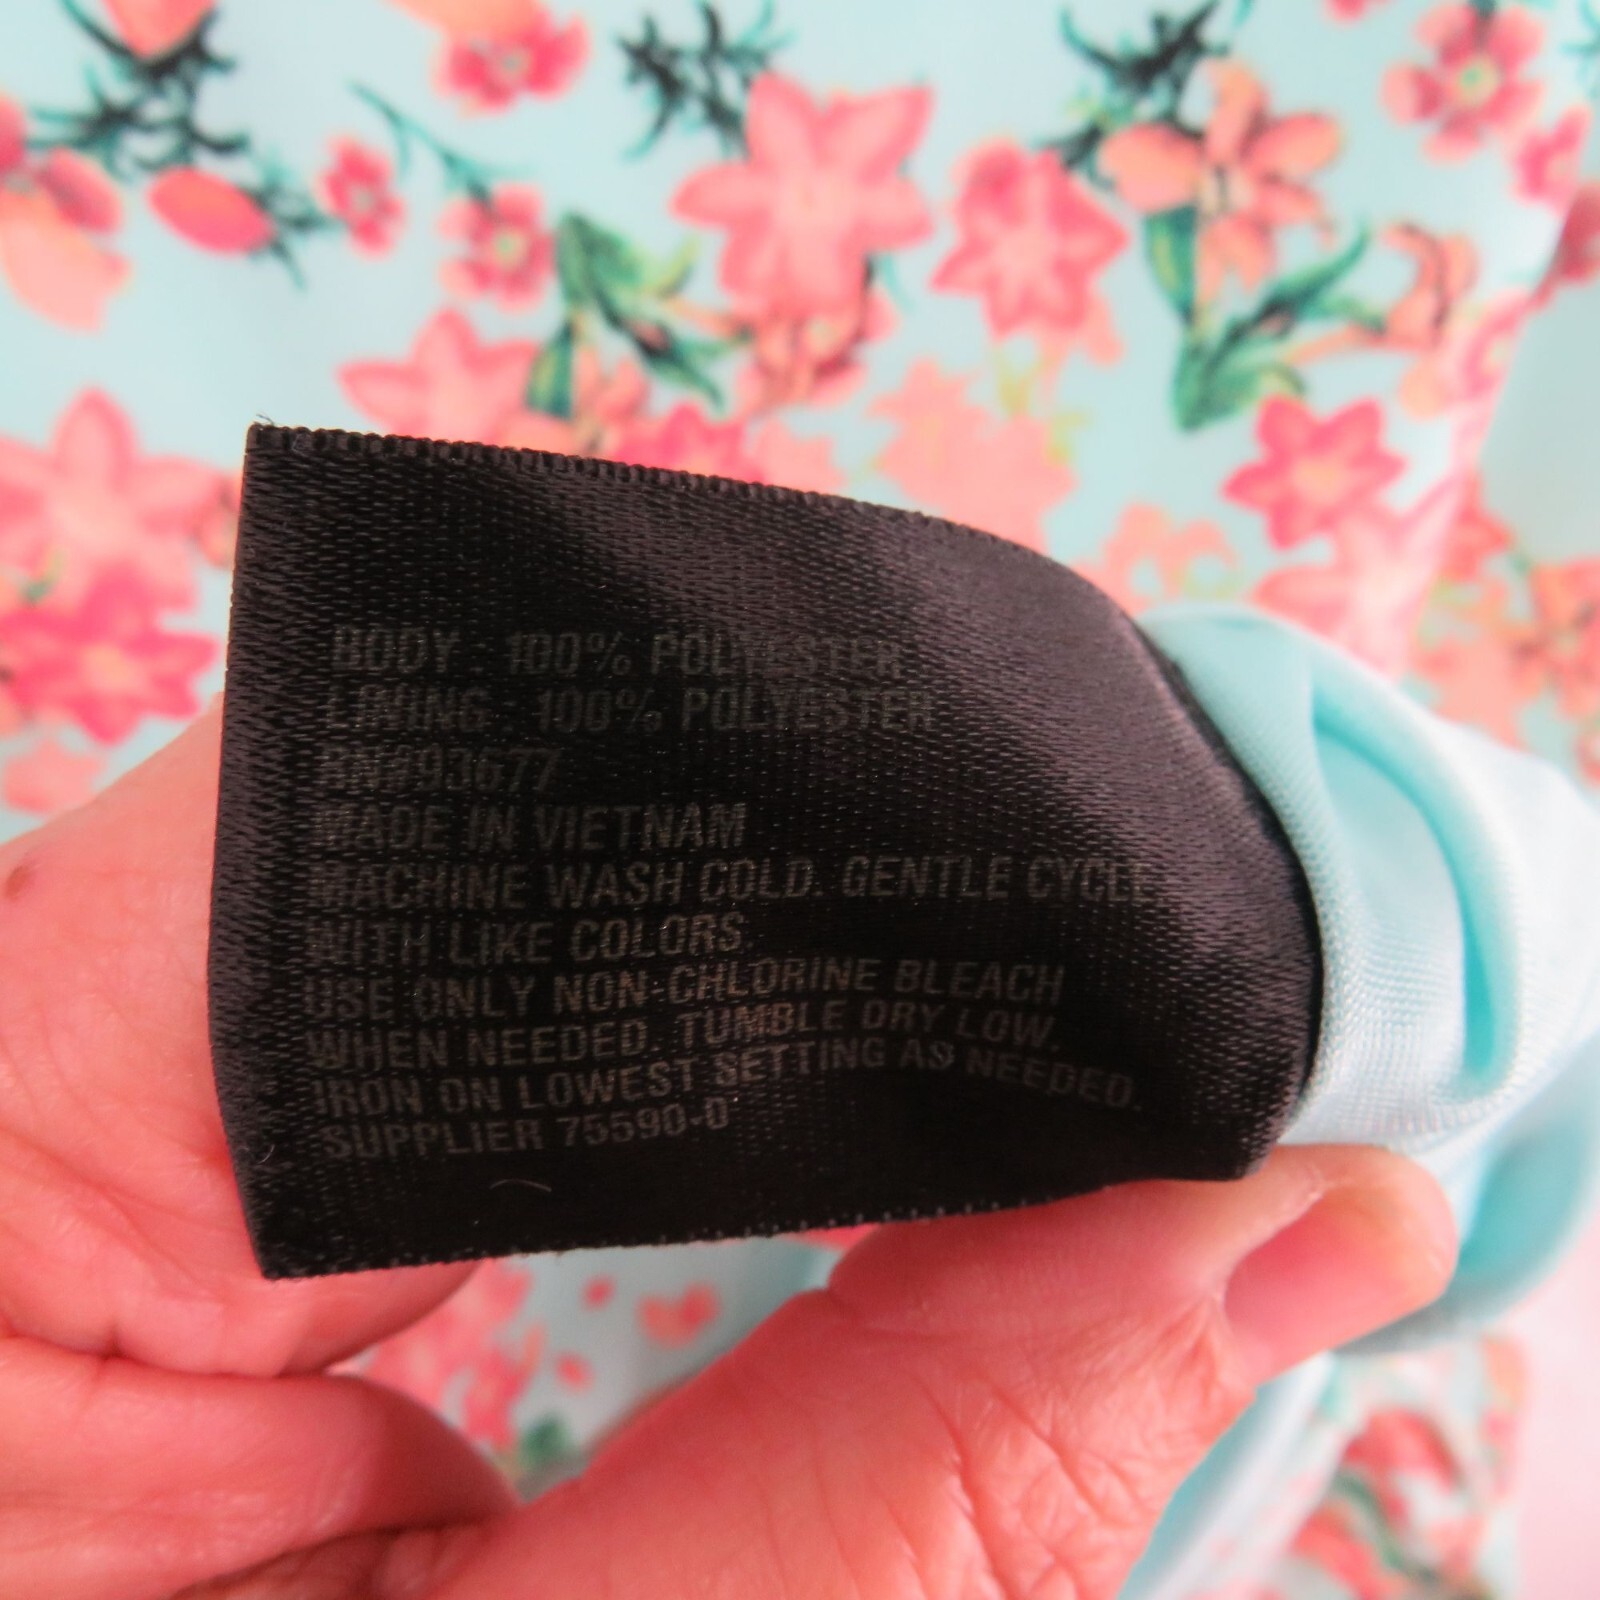 BODY : 100% POLYESTER
LINING : 100% POLYESTER
RN#93677
MADE IN VIETNAM
MACHINE WASH COLD. GENTLE CYCLE
WITH LIKE COLORS.
USE ONLY NON-CHLORINE BLEACH
WHEN NEEDED. TUMBLE DRY LOW.
IRON ON LOWEST SETTING AS NEEDED.
SUPPLIER 75590-0